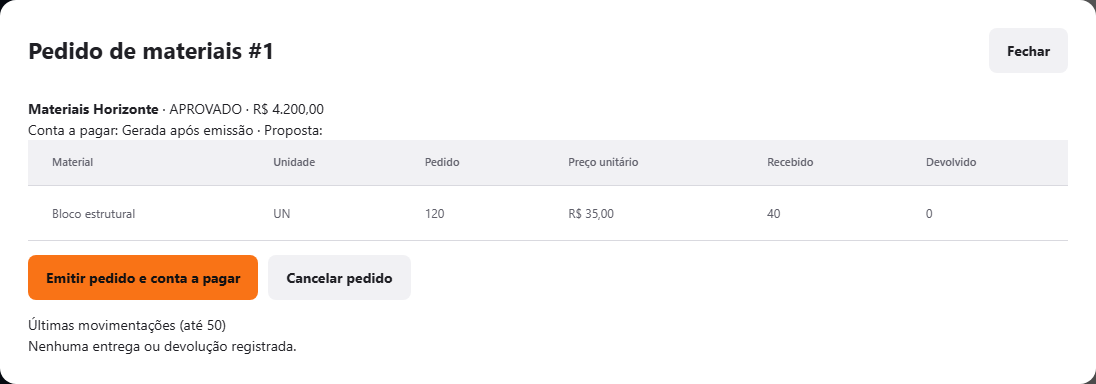 Pedido de materiais #1
Fechar
Materiais Horizonte · APROVADO · R$ 4.200,00
Conta a pagar: Gerada após emissão · Proposta:
Material Unidade Pedido Preço unitário Recebido Devolvido
Bloco estrutural UN 120 R$ 35,00 40 0
Emitir pedido e conta a pagar Cancelar pedido
Últimas movimentações (até 50)
Nenhuma entrega ou devolução registrada.